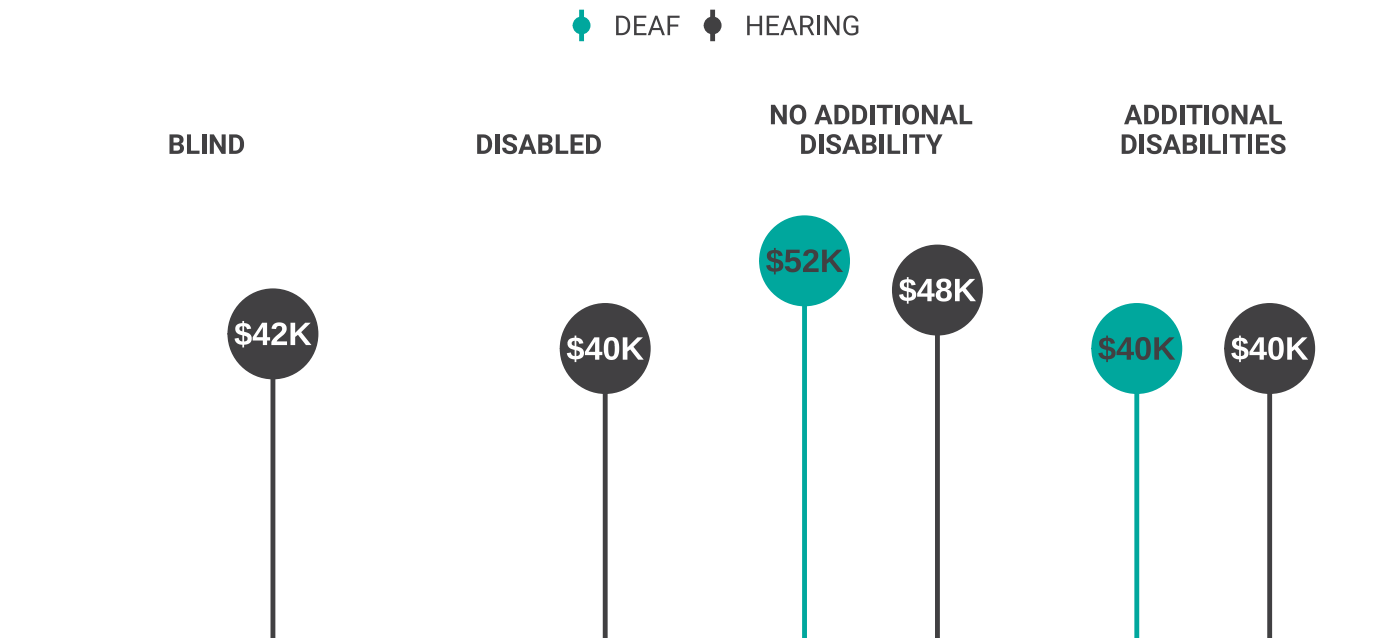 DEAF HEARING
BLIND
DISABLED
NO ADDITIONAL
DISABILITY
ADDITIONAL
DISABILITIES
$42K
$40K
$52K
$48K
$40K
$40K